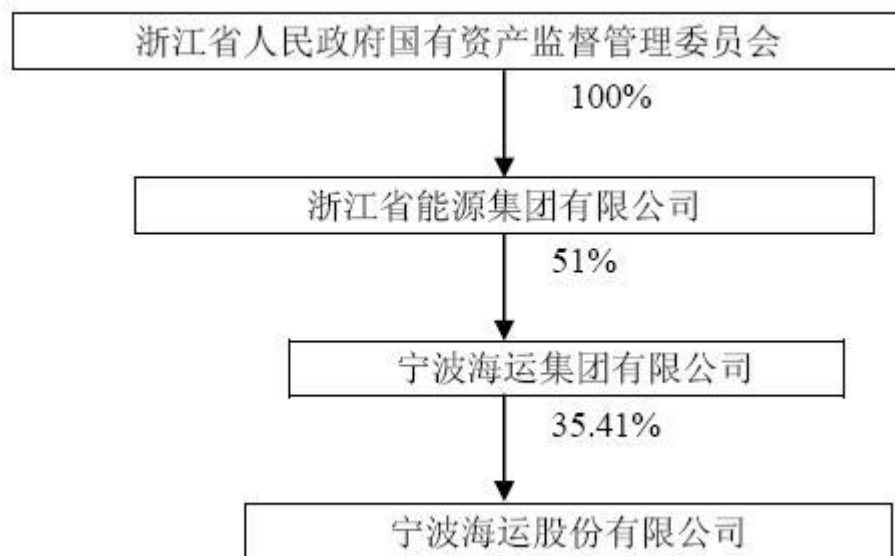 浙江省人民政府国有资产监督管理委员会
100%
浙江省能源集团有限公司
51%
宁波海运集团有限公司
35.41%
宁波海运股份有限公司